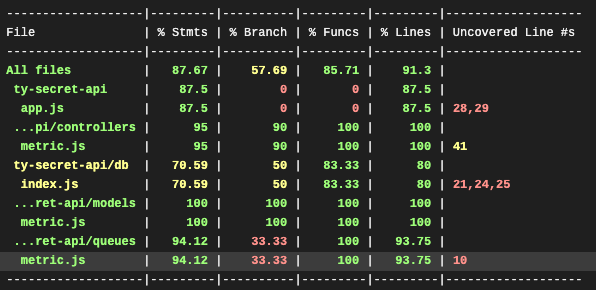 -------------------|---------|----------|---------|---------|-------------------
File               | % Stmts | % Branch | % Funcs | % Lines | Uncovered Line #s
-------------------|---------|----------|---------|---------|-------------------
All files          |   87.67 |    57.69 |   85.71 |    91.3 |
 ty-secret-api     |    87.5 |        0 |       0 |    87.5 |
  app.js           |    87.5 |        0 |       0 |    87.5 | 28,29
 ...pi/controllers |      95 |       90 |     100 |     100 |
  metric.js        |      95 |       90 |     100 |     100 | 41
 ty-secret-api/db  |   70.59 |       50 |   83.33 |      80 |
  index.js         |   70.59 |       50 |   83.33 |      80 | 21,24,25
 ...ret-api/models |     100 |      100 |     100 |     100 |
  metric.js        |     100 |      100 |     100 |     100 |
 ...ret-api/queues |   94.12 |    33.33 |     100 |   93.75 |
  metric.js        |   94.12 |    33.33 |     100 |   93.75 | 10
-------------------|---------|----------|---------|---------|-------------------